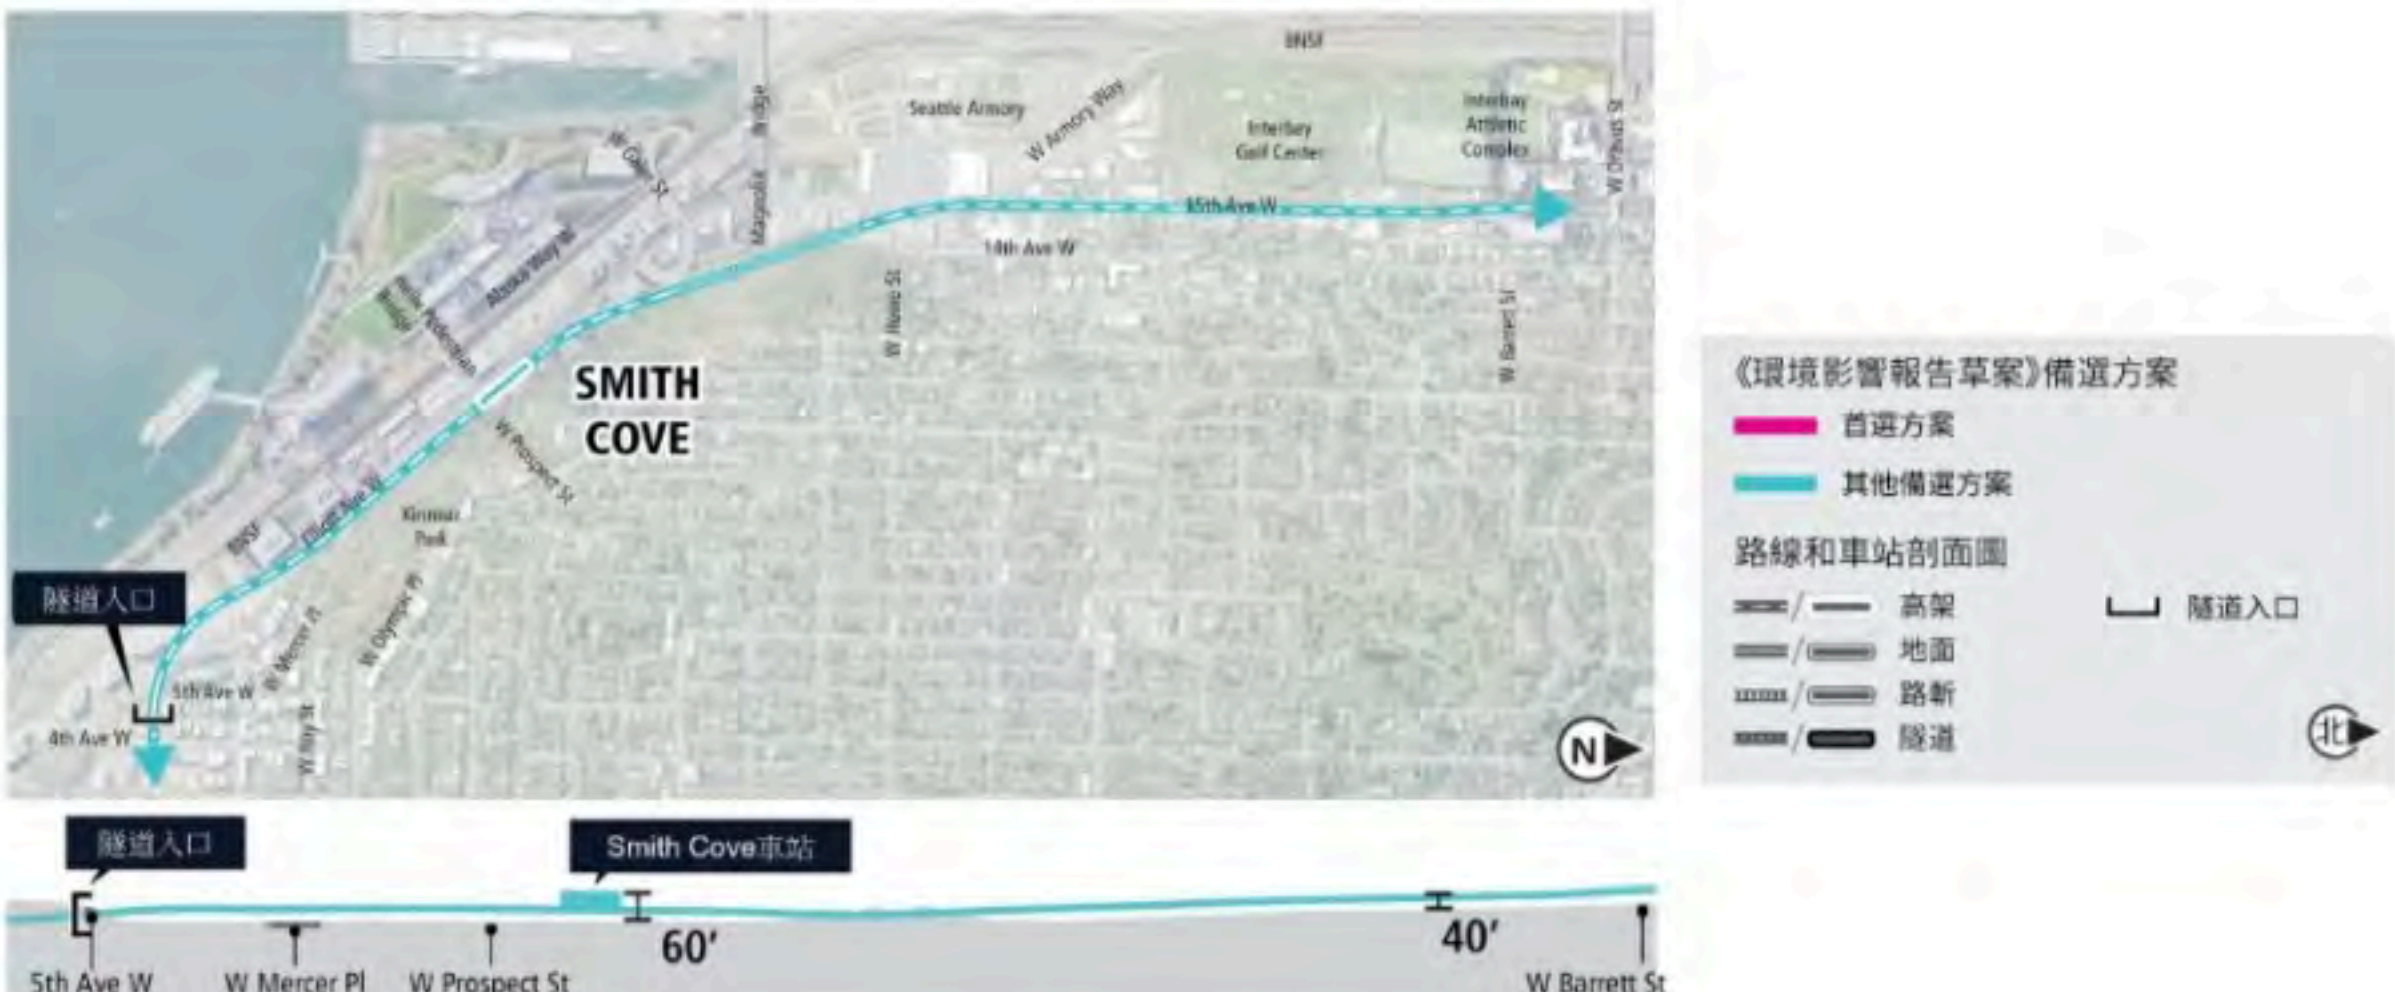 BNSF
Seattle Armory
W Armory Way
Interbay
Golf Center
Interbay
Athletic
Complex
W Dravus St
Magnolia Bridge
W Galer St
15th Ave W
14th Ave W
Alaska Way W
W Howe St
W Barrett St
SMITH
COVE
W Prospect St
Elliott Ave W
BNSF
Kinnear
Park
W Olympic Pl
W Mercer Pl
隧道入口
5th Ave W
4th Ave W
W Roy St
N
《環境影響報告草案》備選方案
首選方案
其他備選方案
路線和車站剖面圖
高架
隧道入口
地面
路塹
隧道
北
隧道入口
Smith Cove車站
60′
40′
5th Ave W
W Mercer Pl
W Prospect St
W Barrett St